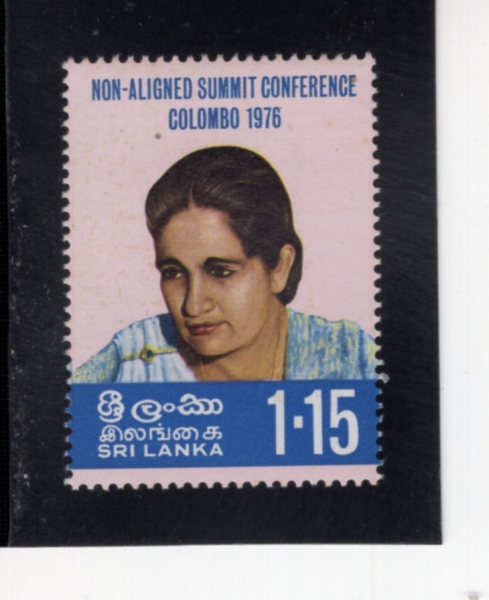 NON-ALIGNED SUMMIT CONFERENCE
COLOMBO 1976
ශ්‍රී ලංකා
இலங்கை
SRI LANKA
1·15